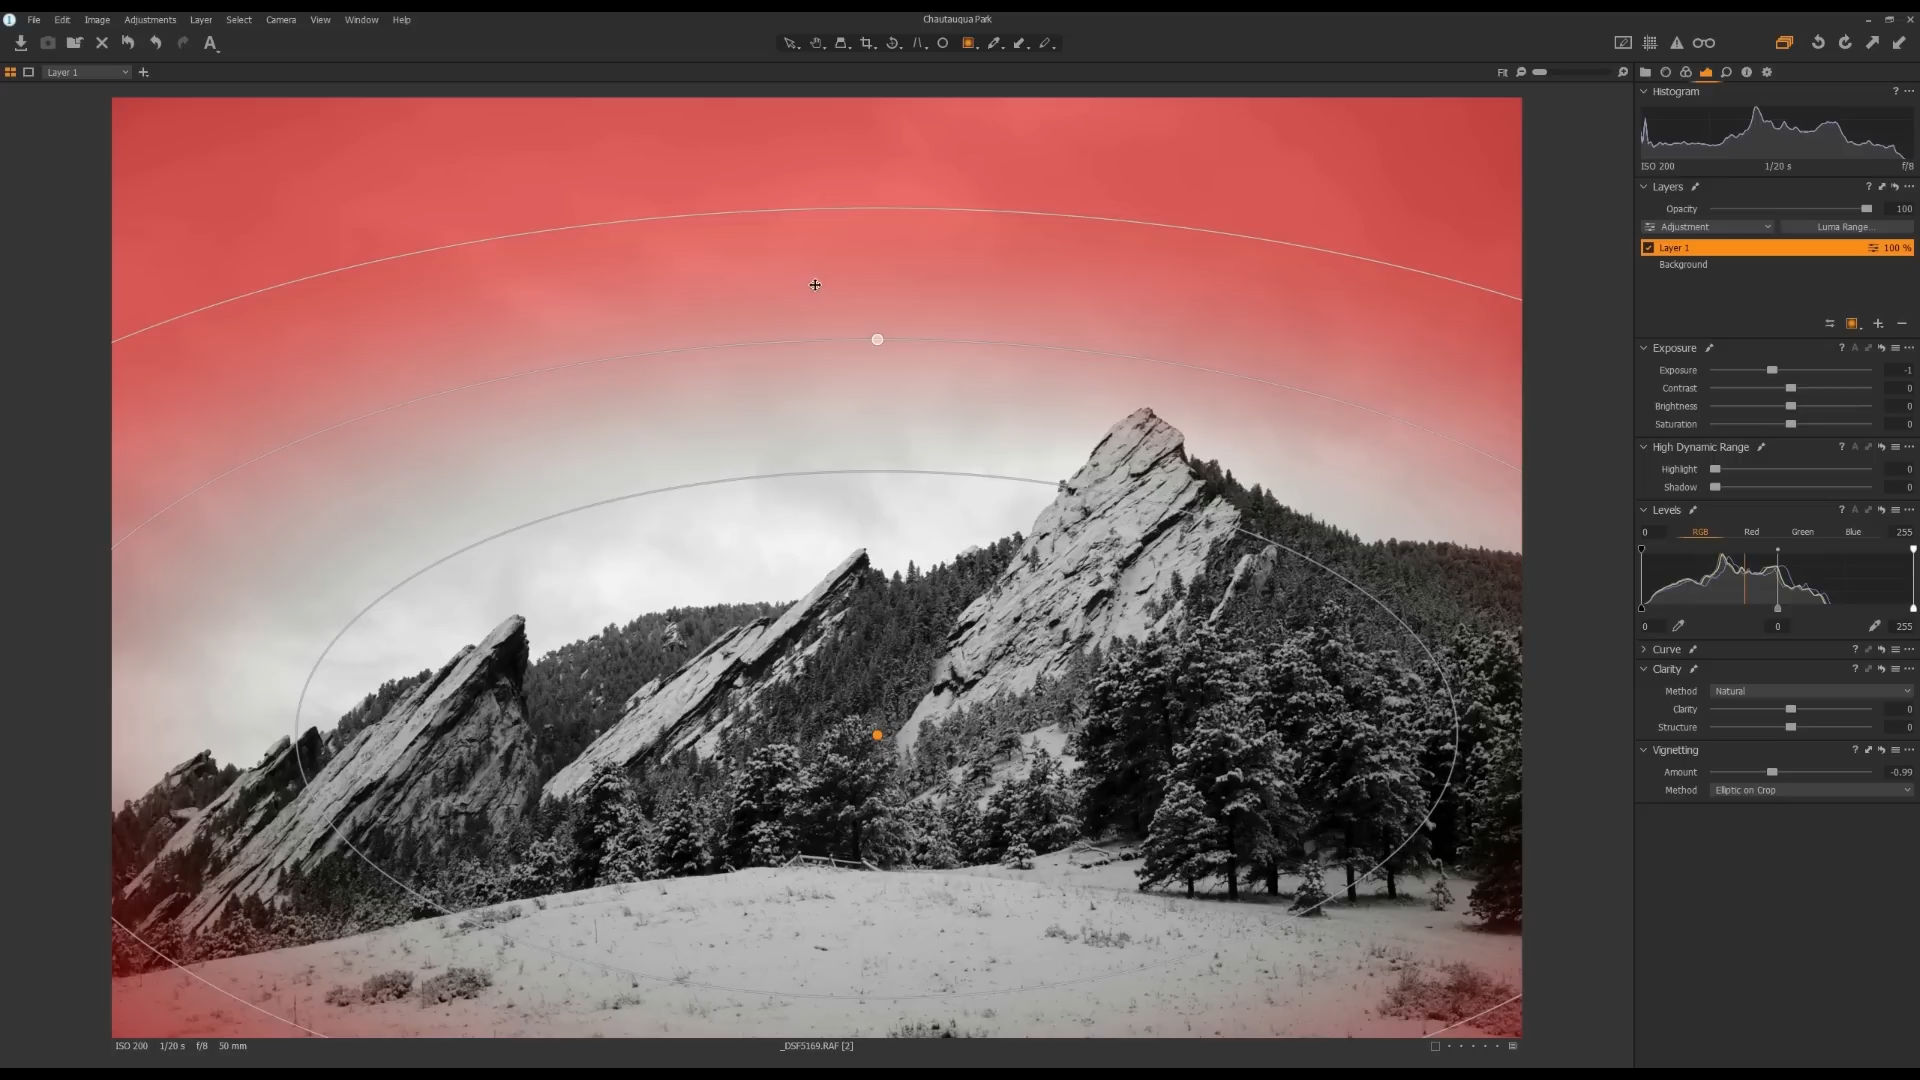 Chautauqua Park
File Edit Image Adjustments Layer Select Camera View Window Help
A
Layer 1
Fit
Histogram ?
ISO 200 1/20 s f/8
Layers ?
Opacity 100
Adjustment Luma Range...
Layer 1 100 %
Background
Exposure ? A
Exposure -1
Contrast 0
Brightness 0
Saturation 0
High Dynamic Range ? A
Highlight 0
Shadow 0
Levels ? A
0 RGB Red Green Blue 255
0 0 255
Curve ?
Clarity ?
Method Natural
Clarity 0
Structure 0
Vignetting ?
Amount -0.99
Method Elliptic on Crop
ISO 200 1/20 s f/8 50 mm
_DSF5169.RAF [2]